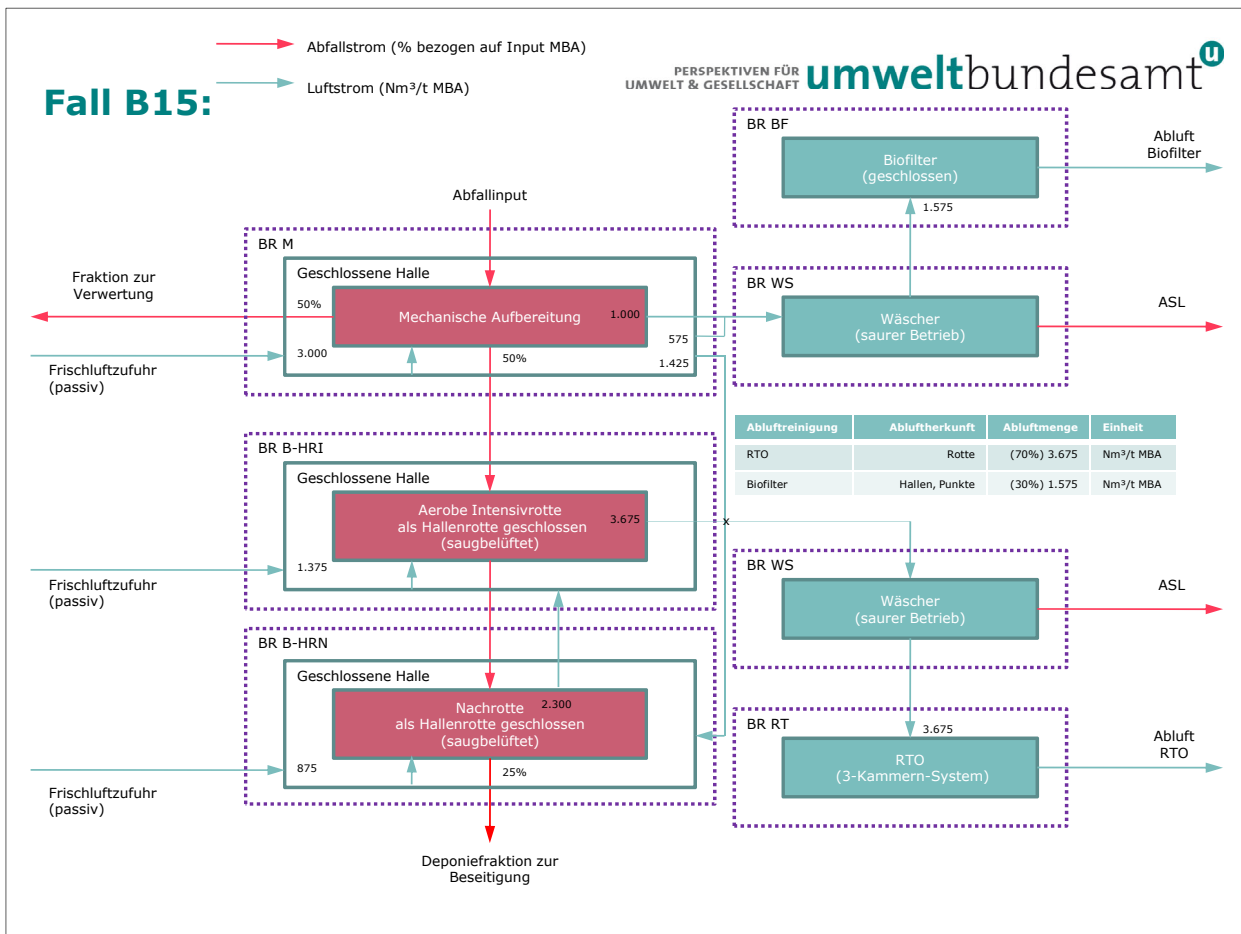 Abfallstrom (% bezogen auf Input MBA)
Luftstrom (Nm³/t MBA)
Fall B15:
PERSPEKTIVEN FÜR
UMWELT & GESELLSCHAFT
umweltbundesamt
u
Abfallinput
BR M
Geschlossene Halle
Fraktion zur
Verwertung
50%
Mechanische Aufbereitung
1.000
575
1.425
3.000
50%
Frischluftzufuhr
(passiv)
BR BF
Biofilter
(geschlossen)
1.575
Abluft
Biofilter
BR WS
Wäscher
(saurer Betrieb)
ASL
Abluftreinigung Abluftherkunft Abluftmenge Einheit
RTO Rotte (70%) 3.675 Nm³/t MBA
Biofilter Hallen, Punkte (30%) 1.575 Nm³/t MBA
BR B-HRI
Geschlossene Halle
Aerobe Intensivrotte
als Hallenrotte geschlossen
(saugbelüftet)
3.675
x
1.375
Frischluftzufuhr
(passiv)
BR WS
Wäscher
(saurer Betrieb)
ASL
BR B-HRN
Geschlossene Halle
2.300
Nachrotte
als Hallenrotte geschlossen
(saugbelüftet)
875
25%
Frischluftzufuhr
(passiv)
BR RT
3.675
RTO
(3-Kammern-System)
Abluft
RTO
Deponiefraktion zur
Beseitigung